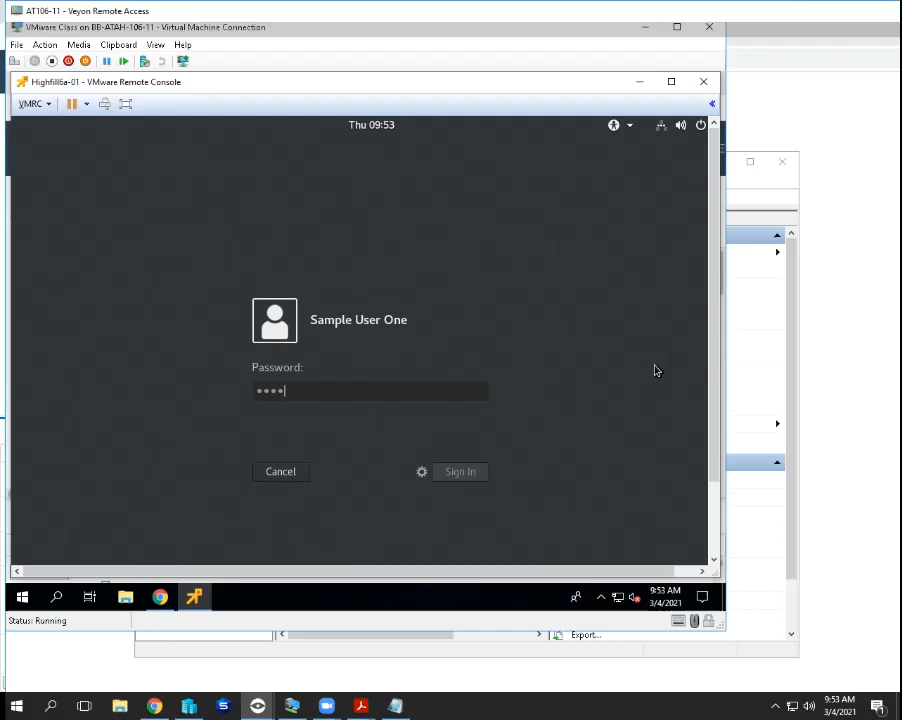 AT106-11 - Veyon Remote Access
VMware Class on BB-ATAH-106-11 - Virtual Machine Connection
File Action Media Clipboard View Help
Highfill6a-01 - VMware Remote Console
VMRC
Thu 09:53
Sample User One
Password:
Cancel
Sign In
9:53 AM
3/4/2021
Status: Running
Export...
9:53 AM
3/4/2021